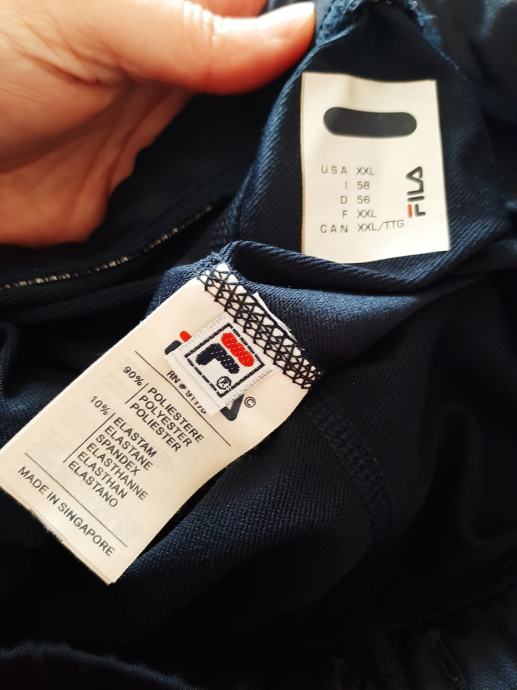 USA XXL
I 58
D 56
F XXL
CAN XXL/TTG
FILA
©
90% POLIESTERE
POLYESTER
POLIESTER
10% ELASTAM
ELASTANE
SPANDEX
ELASTHANNE
ELASTHAN
ELASTANO
MADE IN SINGAPORE